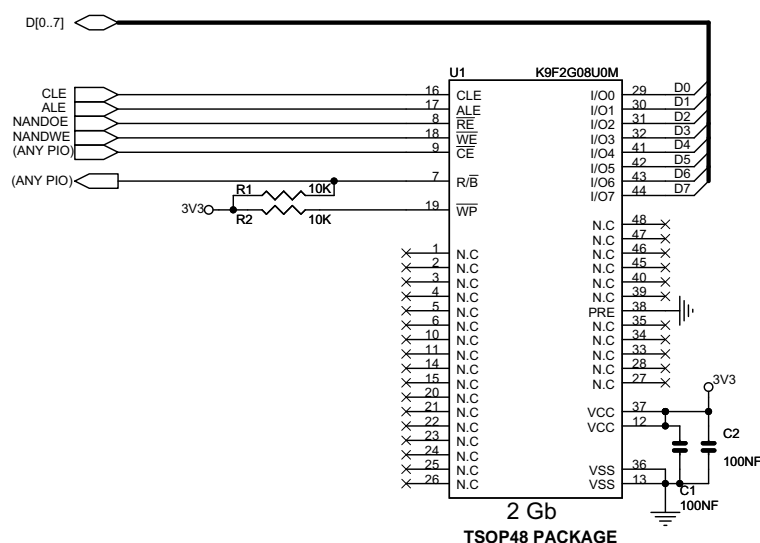 D[0..7]
U1 K9F2G08U0M
CLE 16 CLE I/O0 29 D0
ALE 17 ALE I/O1 30 D1
NANDOE 8 RE I/O2 31 D2
NANDWE 18 WE I/O3 32 D3
(ANY PIO) 9 CE I/O4 41 D4
I/O5 42 D5
(ANY PIO) 7 R/B I/O6 43 D6
R1 10K I/O7 44 D7
3V3 R2 10K 19 WP
N.C 48
N.C 47
1 N.C N.C 46
2 N.C N.C 45
3 N.C N.C 40
4 N.C N.C 39
5 N.C PRE 38
6 N.C N.C 35
10 N.C N.C 34
11 N.C N.C 33
14 N.C N.C 28
15 N.C N.C 27
20 N.C 3V3
21 N.C VCC 37
22 N.C VCC 12
23 N.C C2
24 N.C 100NF
25 N.C VSS 36
26 N.C VSS 13
C1
100NF
2 Gb
TSOP48 PACKAGE